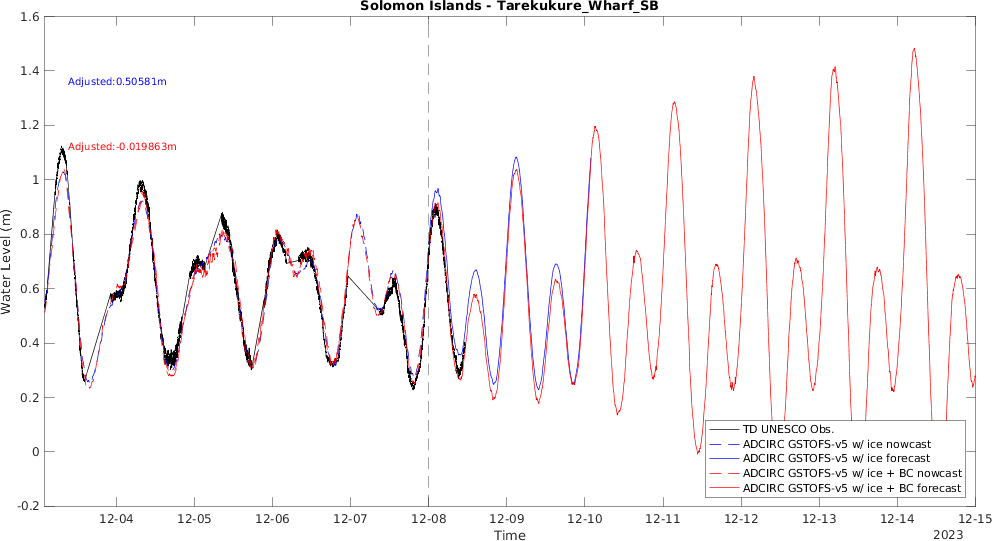 Solomon Islands - Tarekukure_Wharf_SB
1.6
1.4
1.2
1
0.8
0.6
0.4
0.2
0
-0.2
Water Level (m)
Adjusted:0.50581m
Adjusted:-0.019863m
TD UNESCO Obs.
ADCIRC GSTOFS-v5 w/ ice nowcast
ADCIRC GSTOFS-v5 w/ ice forecast
ADCIRC GSTOFS-v5 w/ ice + BC nowcast
ADCIRC GSTOFS-v5 w/ ice + BC forecast
12-04 12-05 12-06 12-07 12-08 12-09 12-10 12-11 12-12 12-13 12-14 12-15
Time
2023